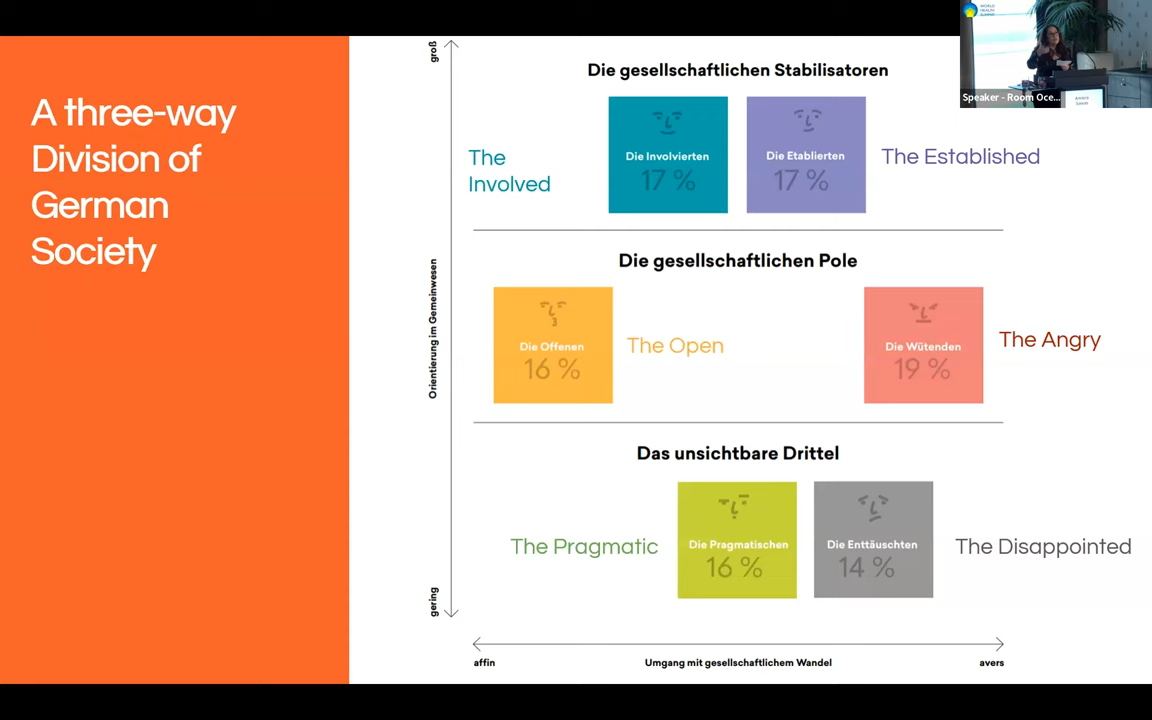 A three-way
Division of
German
Society
groß
Orientierung im Gemeinwesen
gering
Die gesellschaftlichen Stabilisatoren
The
Involved
Die Involvierten
17 %
Die Etablierten
17 %
The Established
Die gesellschaftlichen Pole
Die Offenen
16 %
The Open
Die Wütenden
19 %
The Angry
Das unsichtbare Drittel
The Pragmatic
Die Pragmatischen
16 %
Die Enttäuschten
14 %
The Disappointed
affin
Umgang mit gesellschaftlichem Wandel
avers
WORLD
HEALTH
SUMMIT
Speaker - Room Oce...